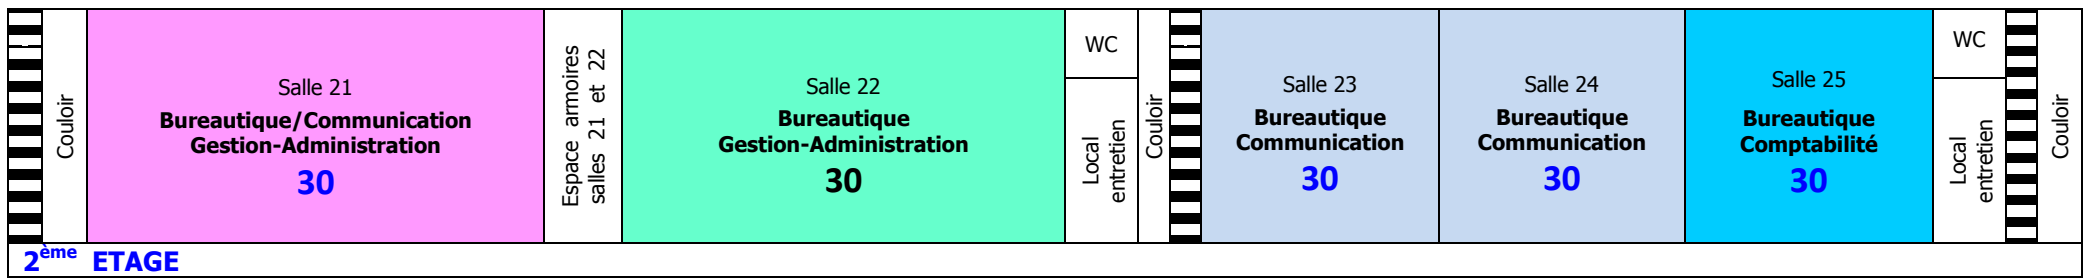 Couloir
Salle 21
Bureautique/Communication
Gestion-Administration
30
Espace armoires
salles 21 et 22
Salle 22
Bureautique
Gestion-Administration
30
WC
Local
entretien
Couloir
Salle 23
Bureautique
Communication
30
Salle 24
Bureautique
Communication
30
Salle 25
Bureautique
Comptabilité
30
WC
Local
entretien
Couloir
2ème ETAGE